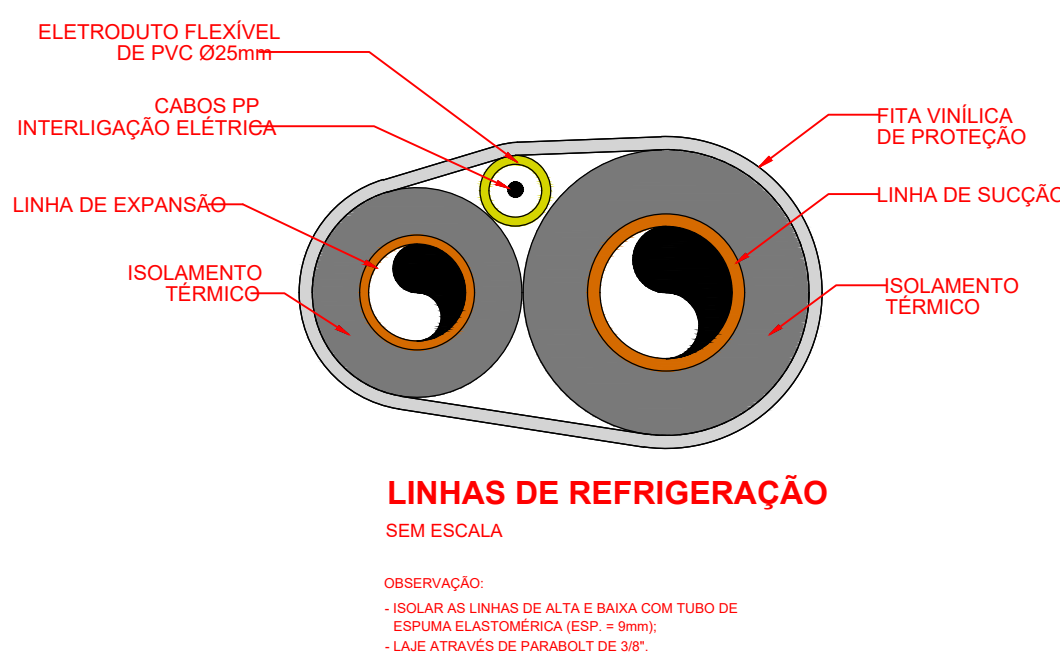 ELETRODUTO FLEXÍVEL
DE PVC Ø25mm
CABOS PP
INTERLIGAÇÃO ELÉTRICA
LINHA DE EXPANSÃO
ISOLAMENTO
TÉRMICO
FITA VINÍLICA
DE PROTEÇÃO
LINHA DE SUCÇÃO
ISOLAMENTO
TÉRMICO
LINHAS DE REFRIGERAÇÃO
SEM ESCALA
OBSERVAÇÃO:
- ISOLAR AS LINHAS DE ALTA E BAIXA COM TUBO DE
ESPUMA ELASTOMÉRICA (ESP. = 9mm);
- LAJE ATRAVÉS DE PARABOLT DE 3/8".